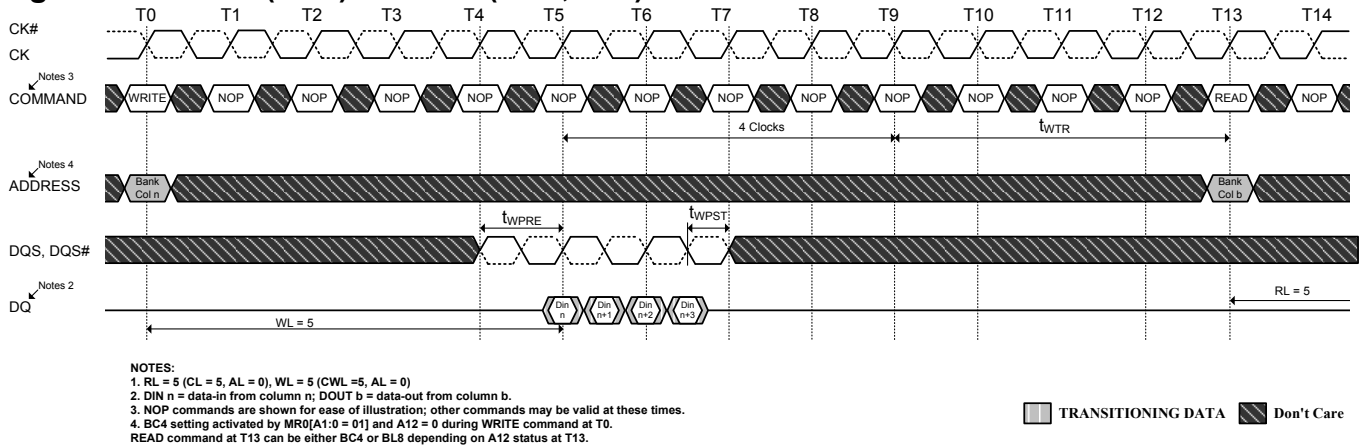 T0 T1 T2 T3 T4 T5 T6 T7 T8 T9 T10 T11 T12 T13 T14
CK#
CK
Notes 3
COMMAND WRITE NOP NOP NOP NOP NOP NOP NOP NOP NOP NOP NOP NOP READ NOP
4 Clocks tWTR
Notes 4
ADDRESS
Bank Col n
Bank Col b
tWPRE tWPST
DQS, DQS#
Notes 2
DQ
Din n
Din n+1
Din n+2
Din n+3
RL = 5
WL = 5
NOTES:
1. RL = 5 (CL = 5, AL = 0), WL = 5 (CWL =5, AL = 0)
2. DIN n = data-in from column n; DOUT b = data-out from column b.
3. NOP commands are shown for ease of illustration; other commands may be valid at these times.
4. BC4 setting activated by MR0[A1:0 = 01] and A12 = 0 during WRITE command at T0.
READ command at T13 can be either BC4 or BL8 depending on A12 status at T13.
TRANSITIONING DATA Don't Care